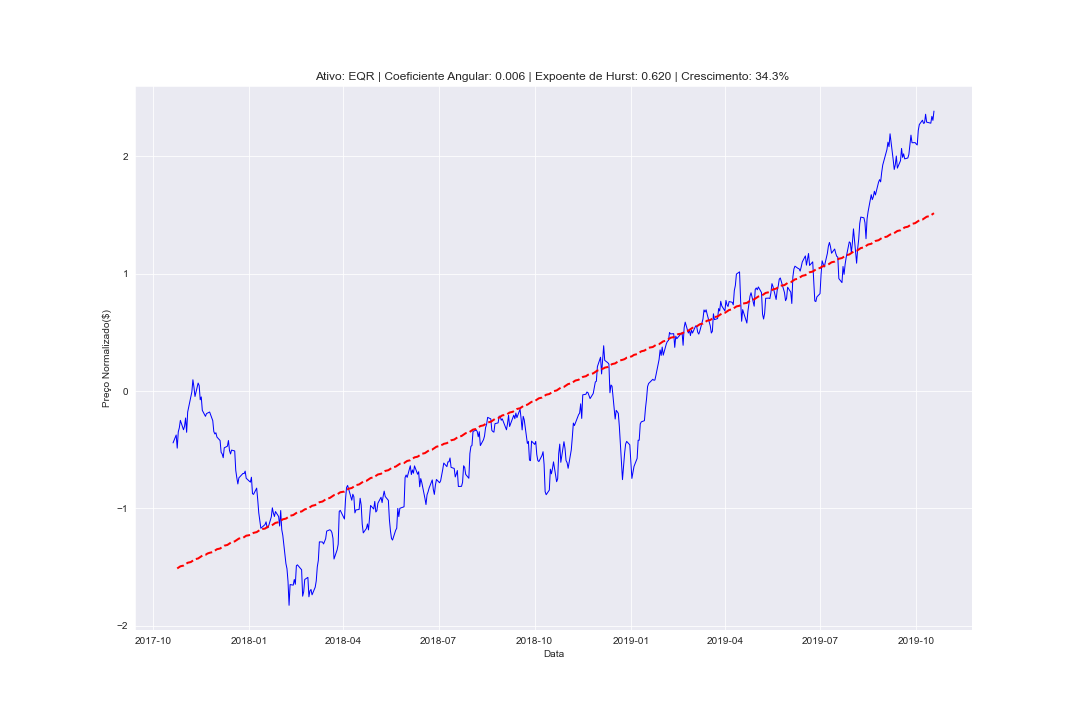 Ativo: EQR | Coeficiente Angular: 0.006 | Expoente de Hurst: 0.620 | Crescimento: 34.3%
Preço Normalizado($)
2
1
0
−1
−2
2017-10 2018-01 2018-04 2018-07 2018-10 2019-01 2019-04 2019-07 2019-10
Data